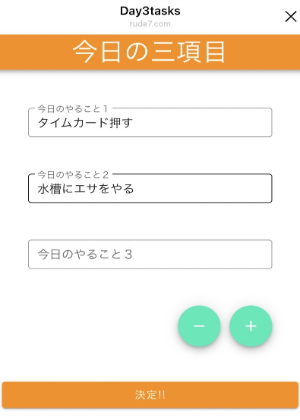 Day3tasks
rude7.com
今日の三項目
今日のやること１
タイムカード押す
今日のやること２
水槽にエサをやる
今日のやること３
決定!!